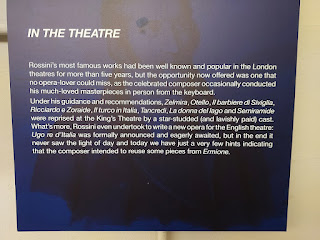 IN THE THEATRE
Rossini's most famous works had been well known and popular in the London
theatres for more than five years, but the opportunity now offered was one that
no opera-lover could miss, as the celebrated composer occasionally conducted
his much-loved masterpieces in person from the keyboard.
Under his guidance and recommendations, Zelmira, Otello, Il barbiere di Siviglia,
Ricciardo e Zoraide, Il turco in Italia, Tancredi, La donna del lago and Semiramide
were reprised at the King's Theatre by a star-studded (and lavishly paid) cast.
What's more, Rossini even undertook to write a new opera for the English theatre:
Ugo re d'Italia was formally announced and eagerly awaited, but in the end it
never saw the light of day and today we have just a very few hints indicating
that the composer intended to reuse some pieces from Ermione.